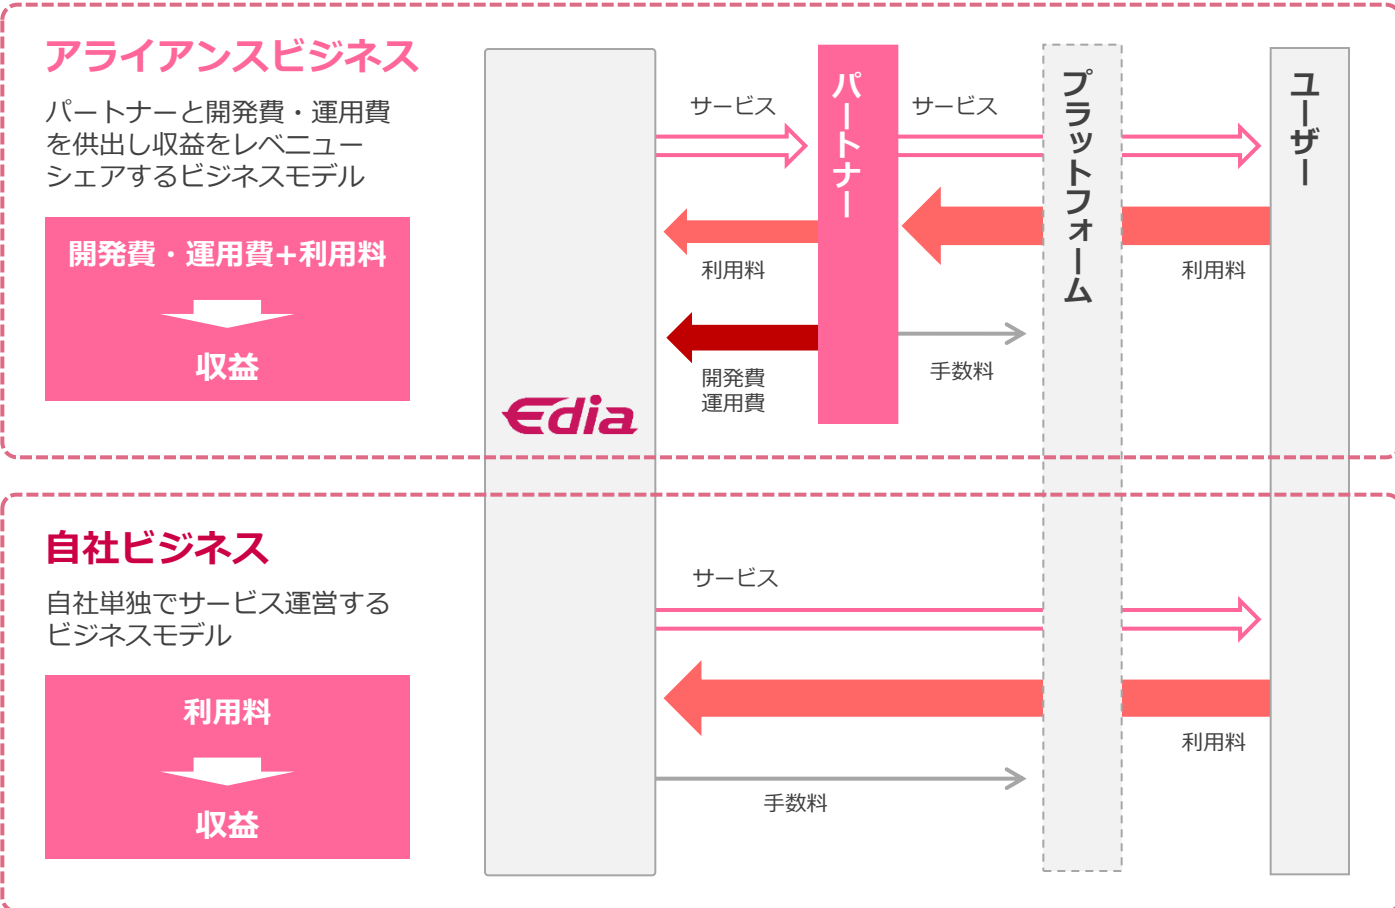 アライアンスビジネス
パートナーと開発費・運用費
を供出し収益をレベニュー
シェアするビジネスモデル
開発費・運用費+利用料
収益
Edia
サービス
パートナー
サービス
プラットフォーム
ユーザー
利用料
利用料
開発費
運用費
手数料
自社ビジネス
自社単独でサービス運営する
ビジネスモデル
利用料
収益
サービス
利用料
手数料